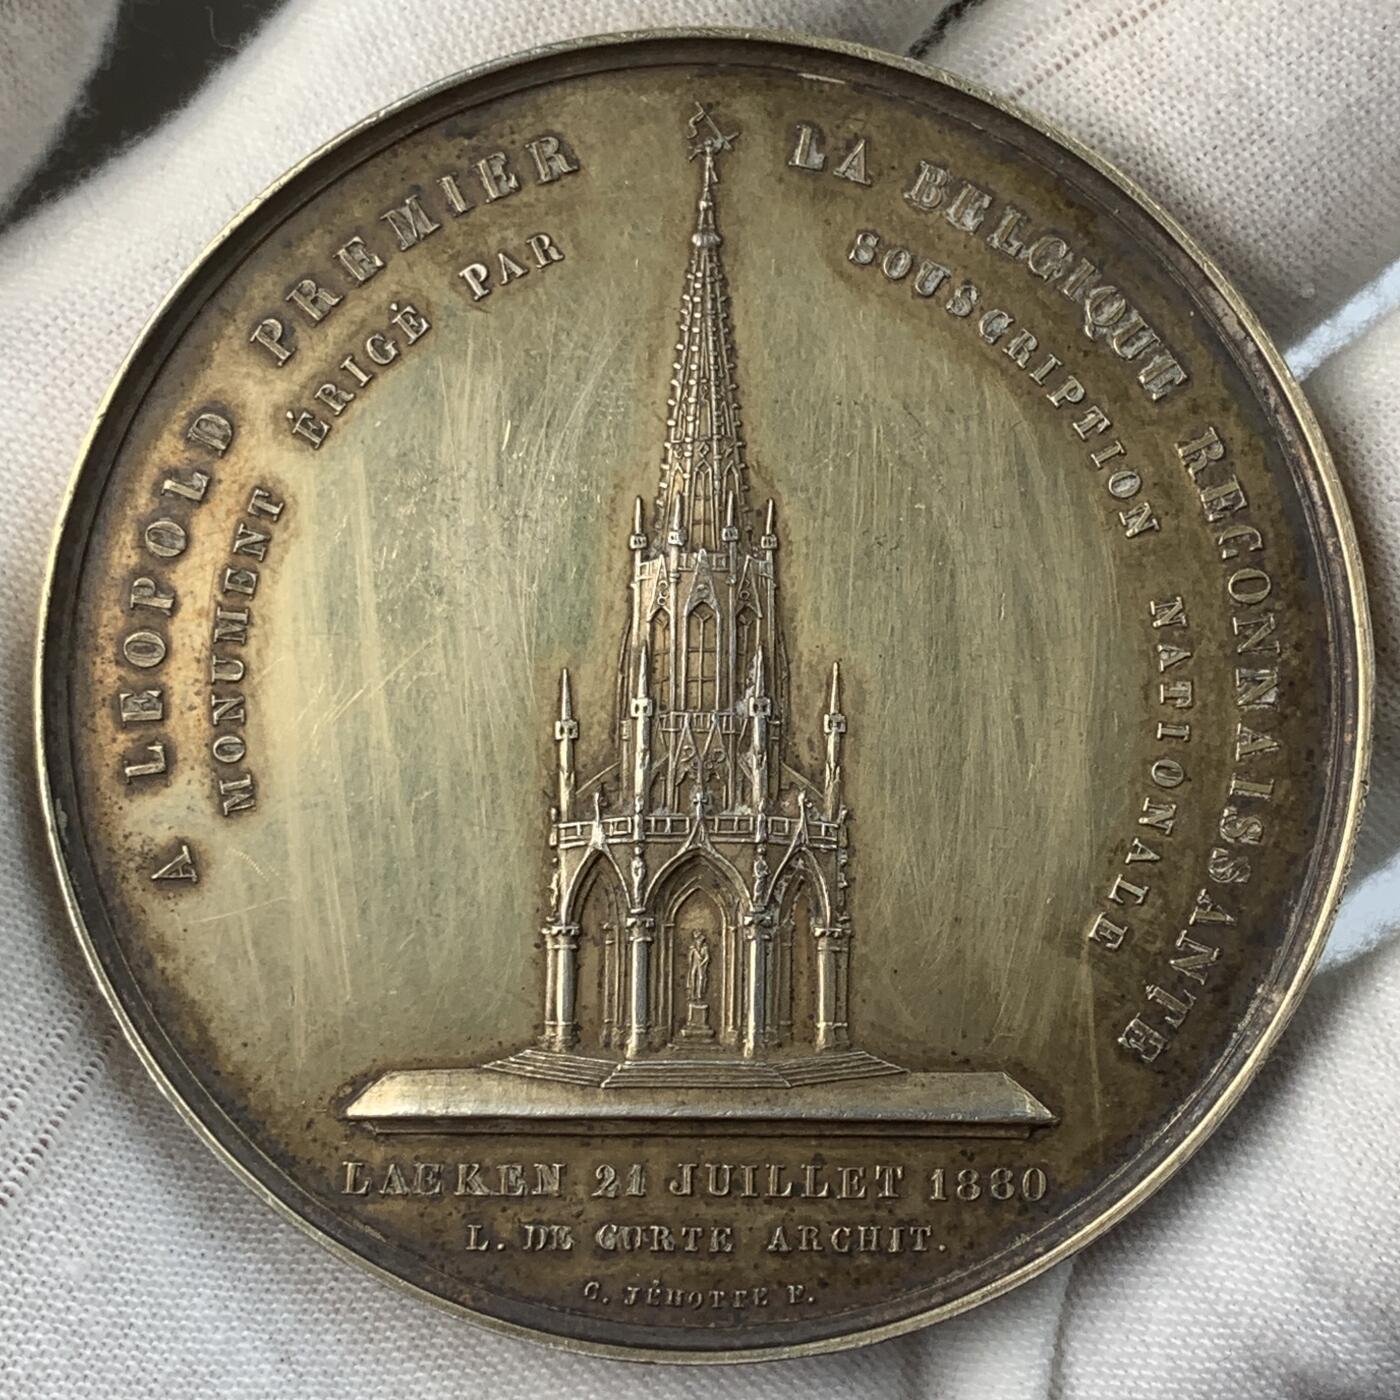 A LEOPOLD PREMIER LA BELGIQUE RECONNAISSANTE
MONUMENT ÉRIGÉ PAR SOUSCRIPTION NATIONALE
LAEKEN 21 JUILLET 1880
L. DE CURTE ARCHIT.
C. JÉHOTTE F.